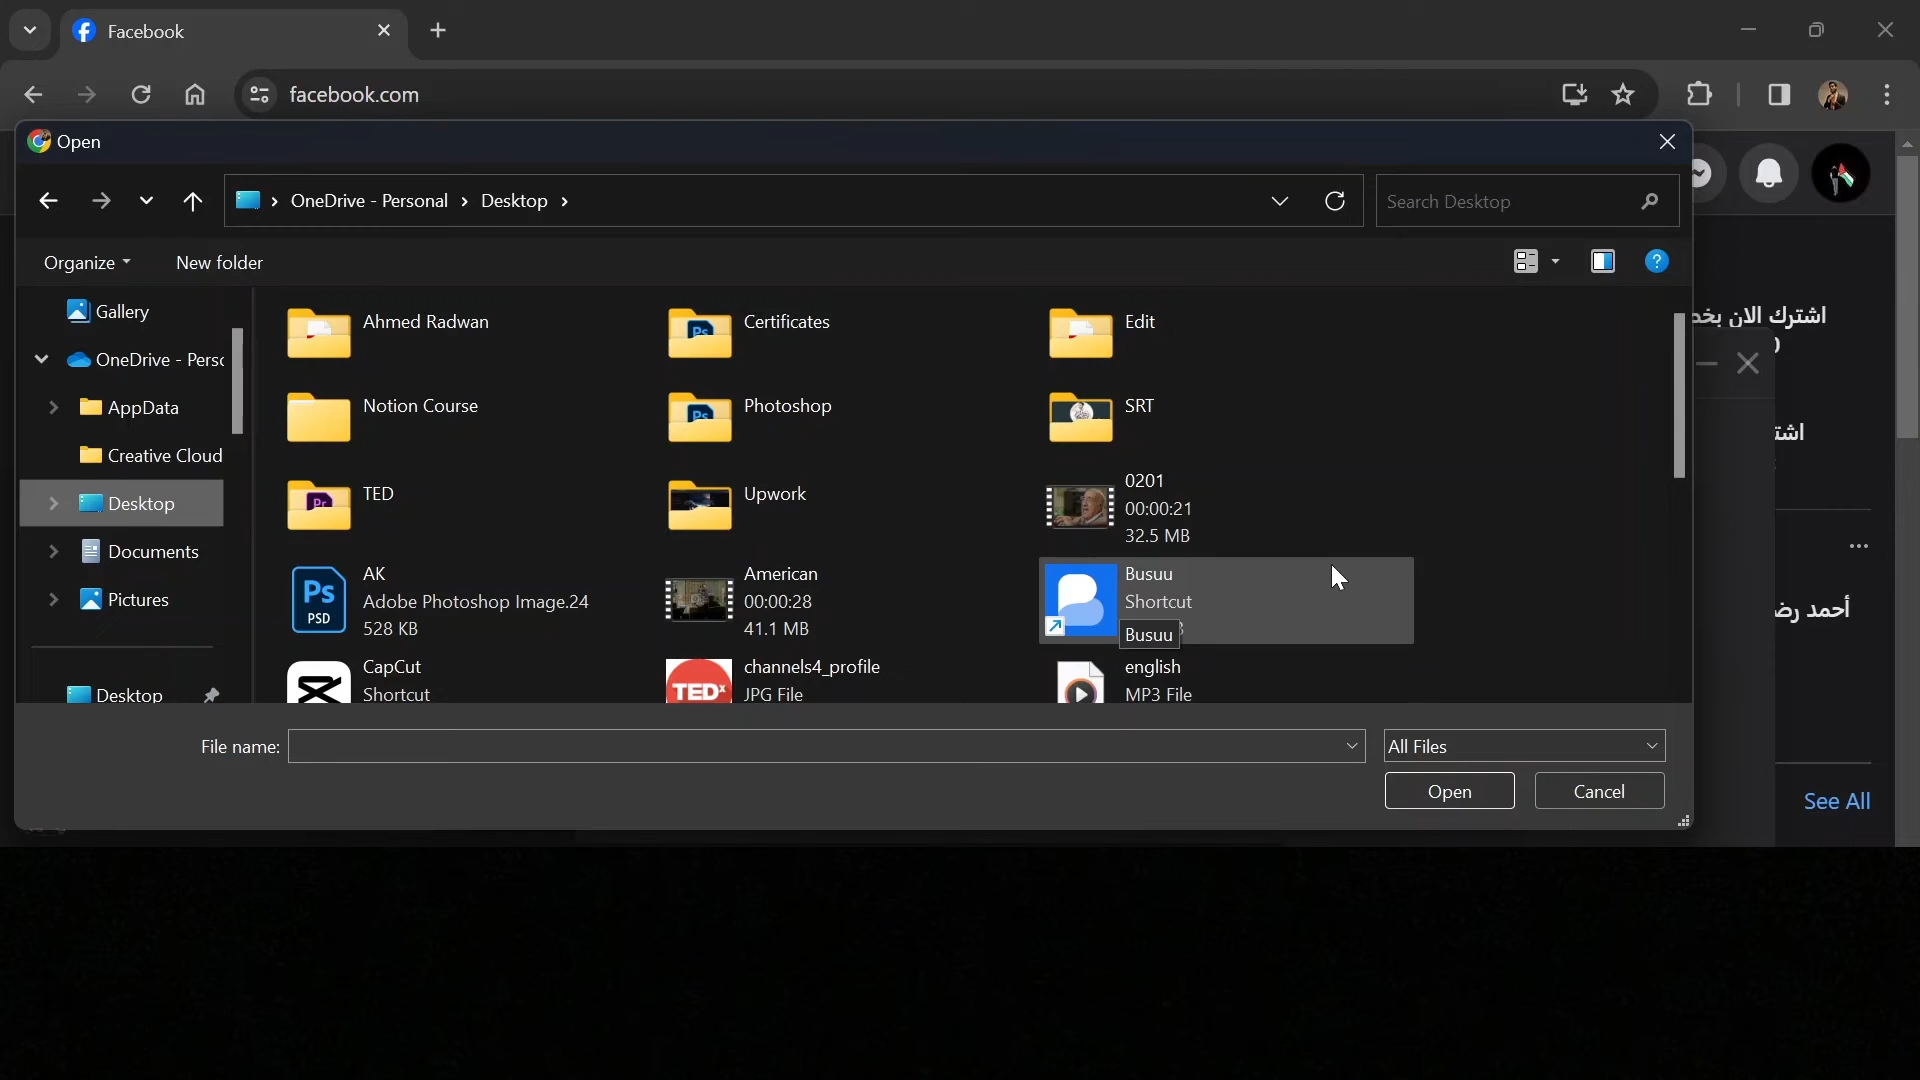 Facebook
facebook.com
Open
OneDrive - Personal
Desktop
Search Desktop
Organize
New folder
Gallery
OneDrive - Perso
AppData
Creative Cloud
Desktop
Documents
Pictures
Desktop
Ahmed Radwan
Certificates
Edit
Notion Course
Photoshop
SRT
TED
Upwork
0201
00:00:21
32.5 MB
Ps
PSD
AK
Adobe Photoshop Image.24
528 KB
American
00:00:28
41.1 MB
Busuu
Shortcut
Busuu
CapCut
Shortcut
TEDx
channels4_profile
JPG File
english
MP3 File
File name:
All Files
Open
Cancel
اشترك الان بخص
اشت
أحمد رض
See All